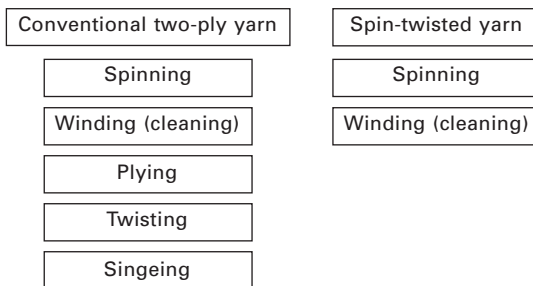 Conventional two-ply yarn
Spinning
Winding (cleaning)
Plying
Twisting
Singeing
Spin-twisted yarn
Spinning
Winding (cleaning)